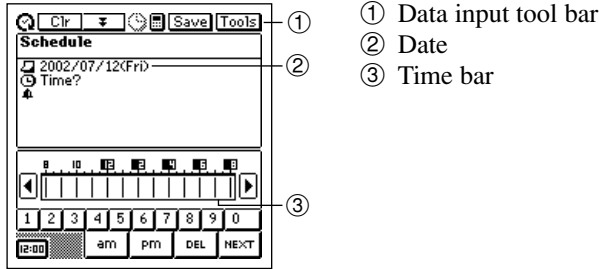 Clr Save Tools ① ① Data input tool bar
Schedule ② Date
2002/07/12(Fri) ② ③ Time bar
Time?
8 10 12 2 4 6 8
③
1 2 3 4 5 6 7 8 9 0
12:00 am pm DEL NEXT